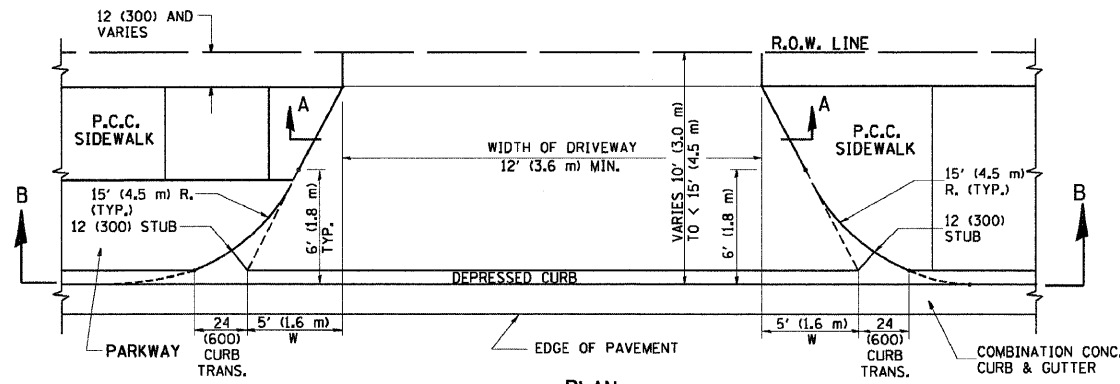 12 (300) AND
VARIES
R.O.W. LINE
P.C.C.
SIDEWALK
A
WIDTH OF DRIVEWAY
12' (3.6 m) MIN.
VARIES 10' (3.0 m)
TO < 15' (4.5 m)
A
P.C.C.
SIDEWALK
B
15' (4.5 m) R.
(TYP.)
12 (300) STUB
6' (1.8 m)
TYP.
6' (1.8 m)
15' (4.5 m)
R. (TYP.)
12 (300)
STUB
B
DEPRESSED CURB
PARKWAY
24
(600)
CURB
TRANS.
5' (1.6 m)
W
EDGE OF PAVEMENT
5' (1.6 m)
W
24
(600)
CURB
TRANS.
COMBINATION CONC.
CURB & GUTTER
PLAN